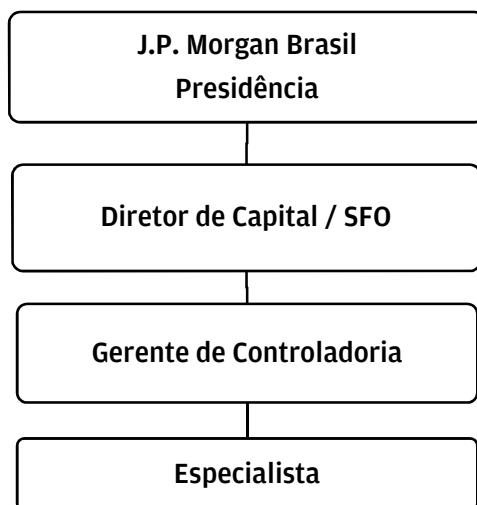 J.P. Morgan Brasil
Presidência
Diretor de Capital / SFO
Gerente de Controladoria
Especialista